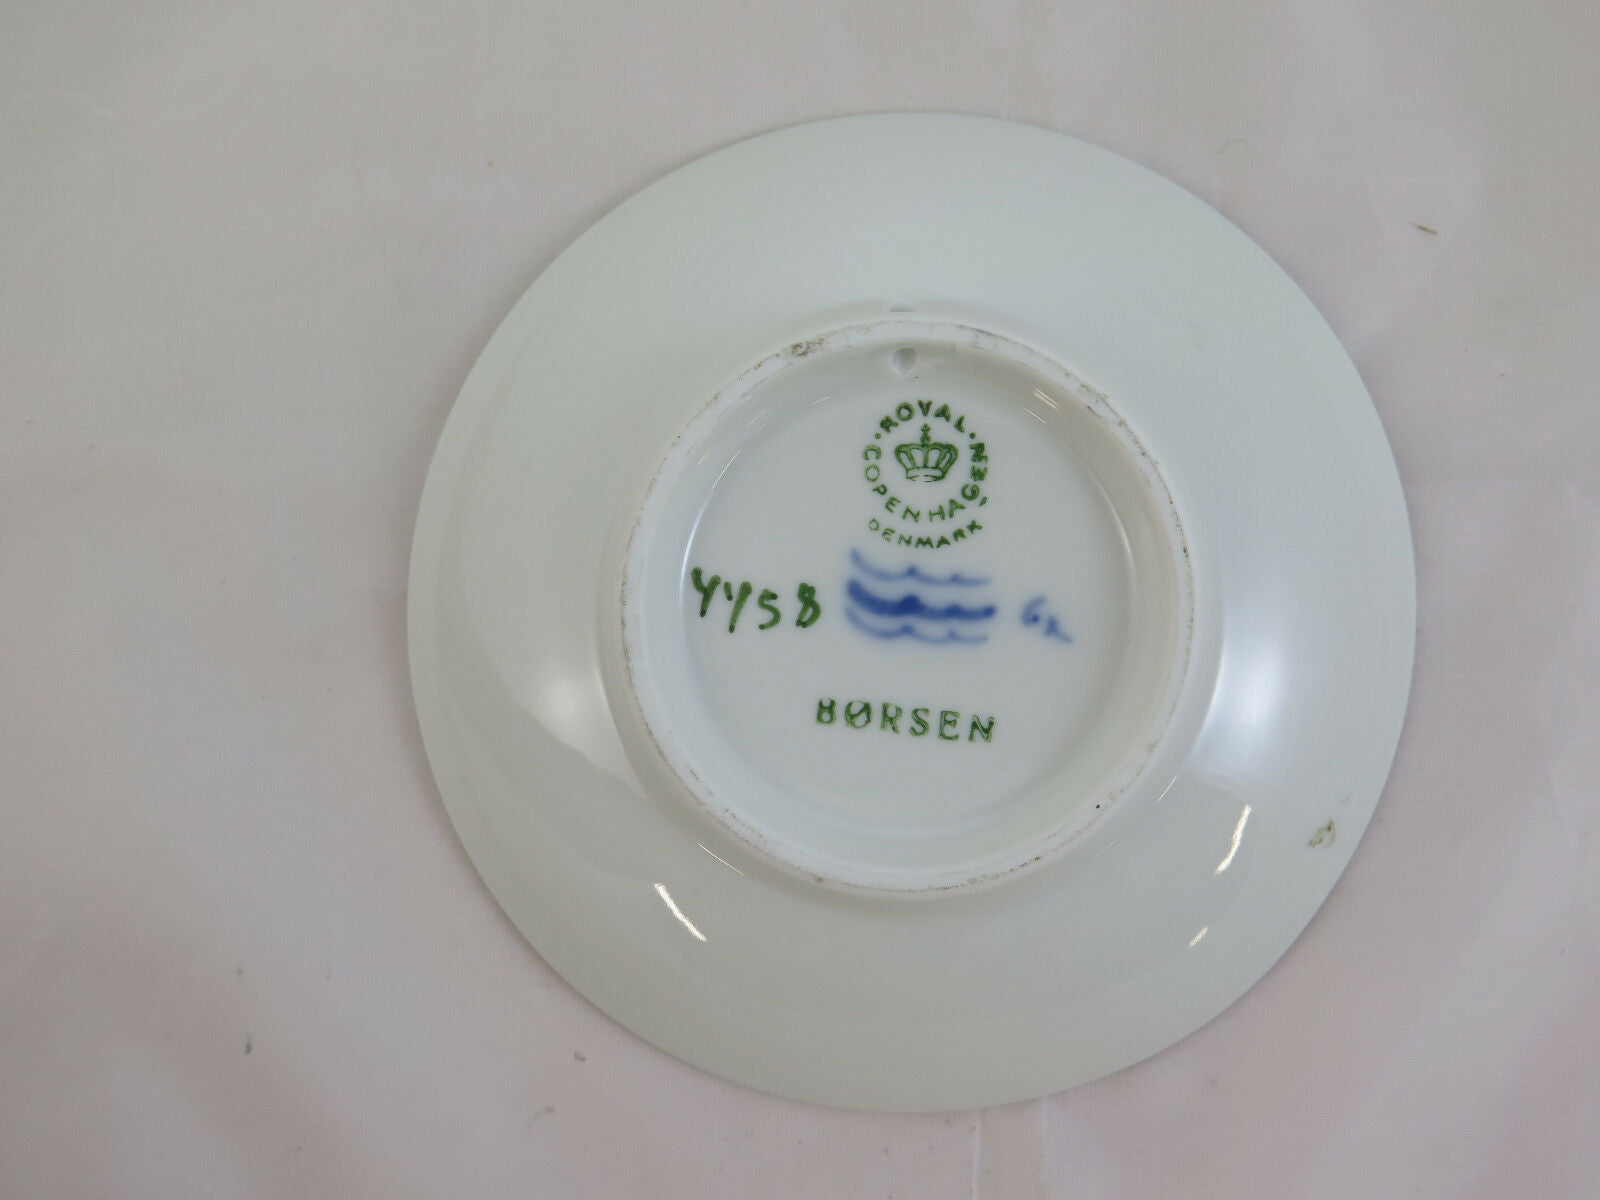 ROYAL COPENHAGEN
DENMARK
4458
BØRSEN